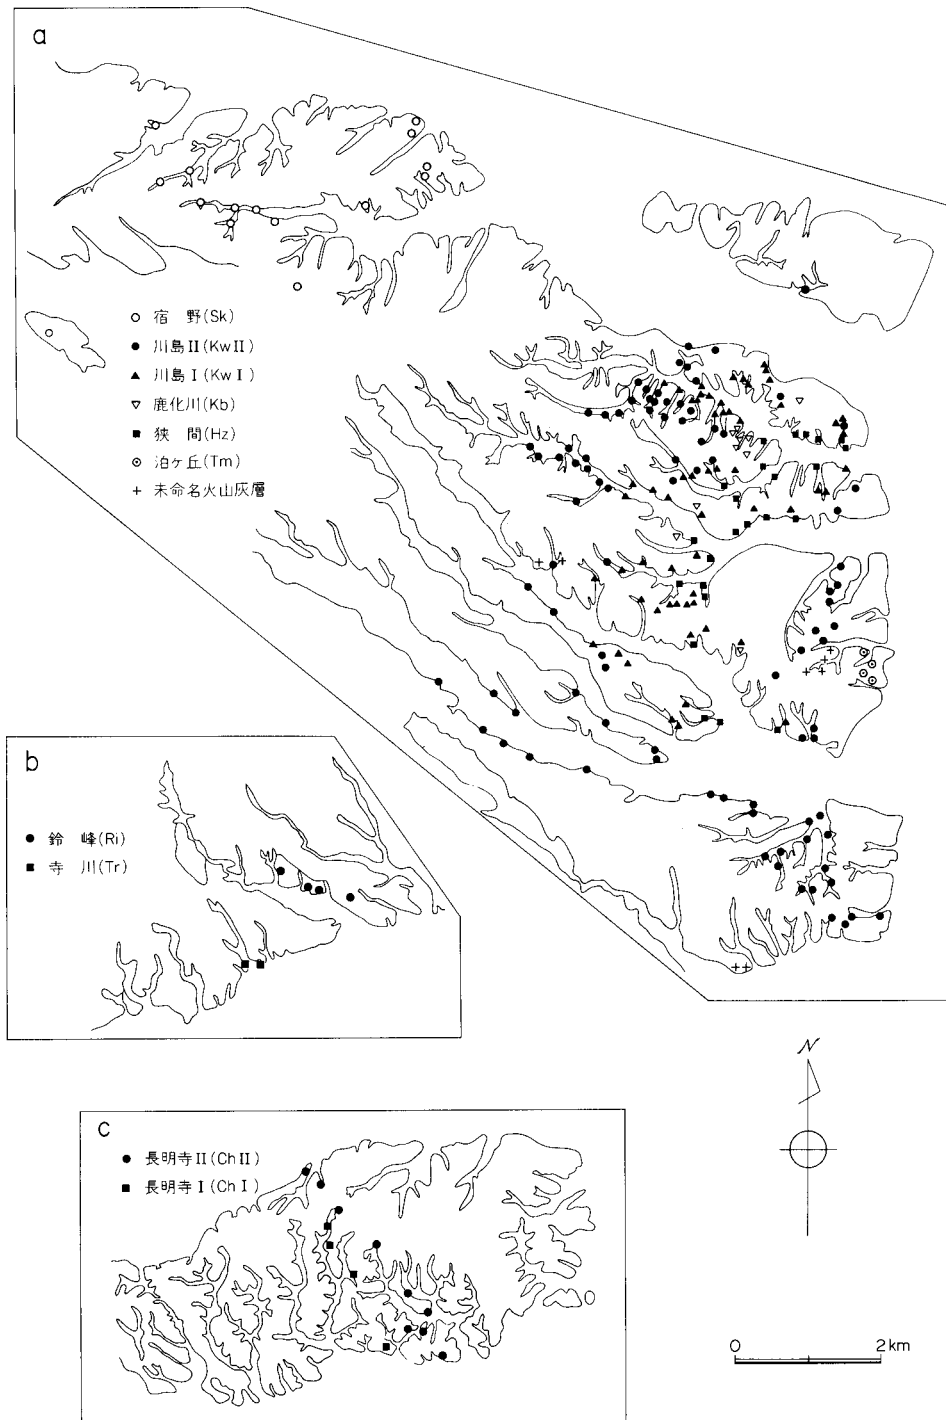 a
○ 宿 野(Sk)
● 川島II(KwII)
▲ 川島I(KwI)
▽ 鹿化川(Kb)
■ 狭 間(Hz)
⊙ 泊ヶ丘(Tm)
+ 未命名火山灰層
b
● 鈴 峰(Ri)
■ 寺 川(Tr)
N
c
● 長明寺II(ChII)
■ 長明寺I(ChI)
0 2km